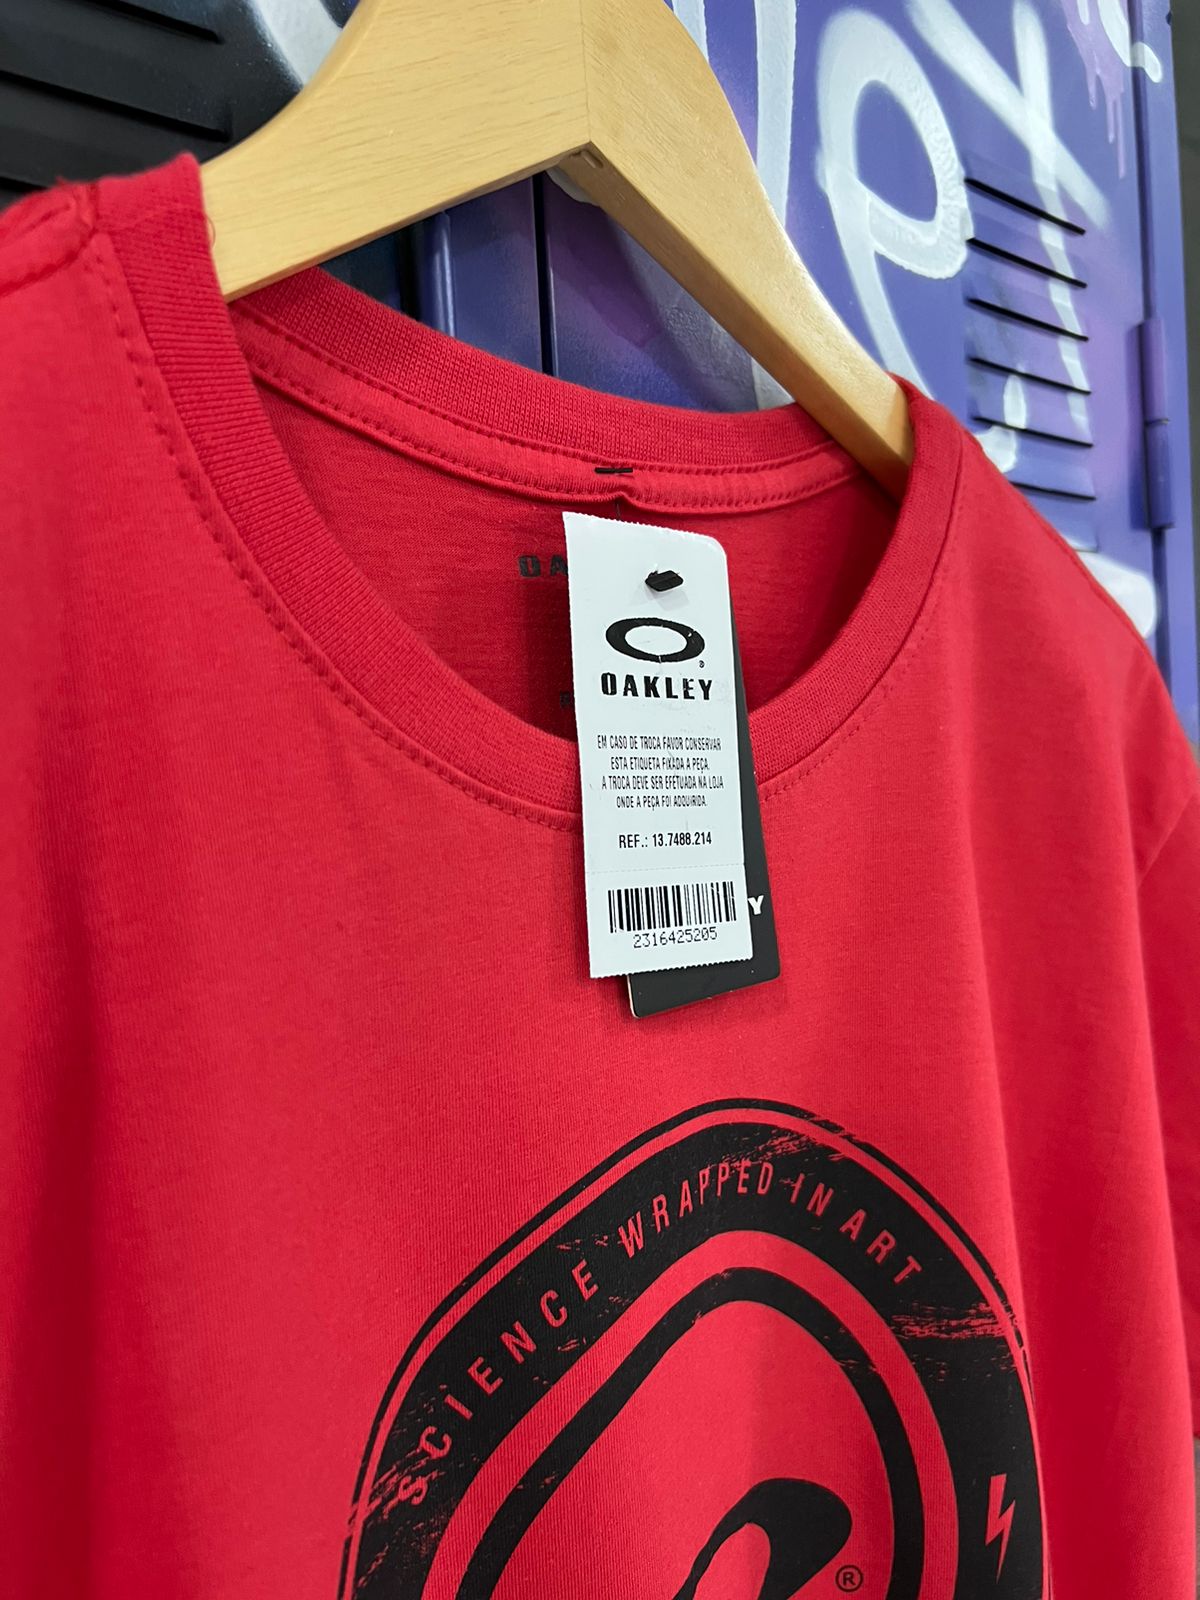 OA
OAKLEY
EM CASO DE TROCA FAVOR CONSERVAR
ESTA ETIQUETA FIXADA A PEÇA.
A TROCA DEVE SER EFETUADA NA LOJA
ONDE A PEÇA FOI ADQUIRIDA.
REF.: 13.7488.214
2316425205
Y
SCIENCE WRAPPED IN ART
®